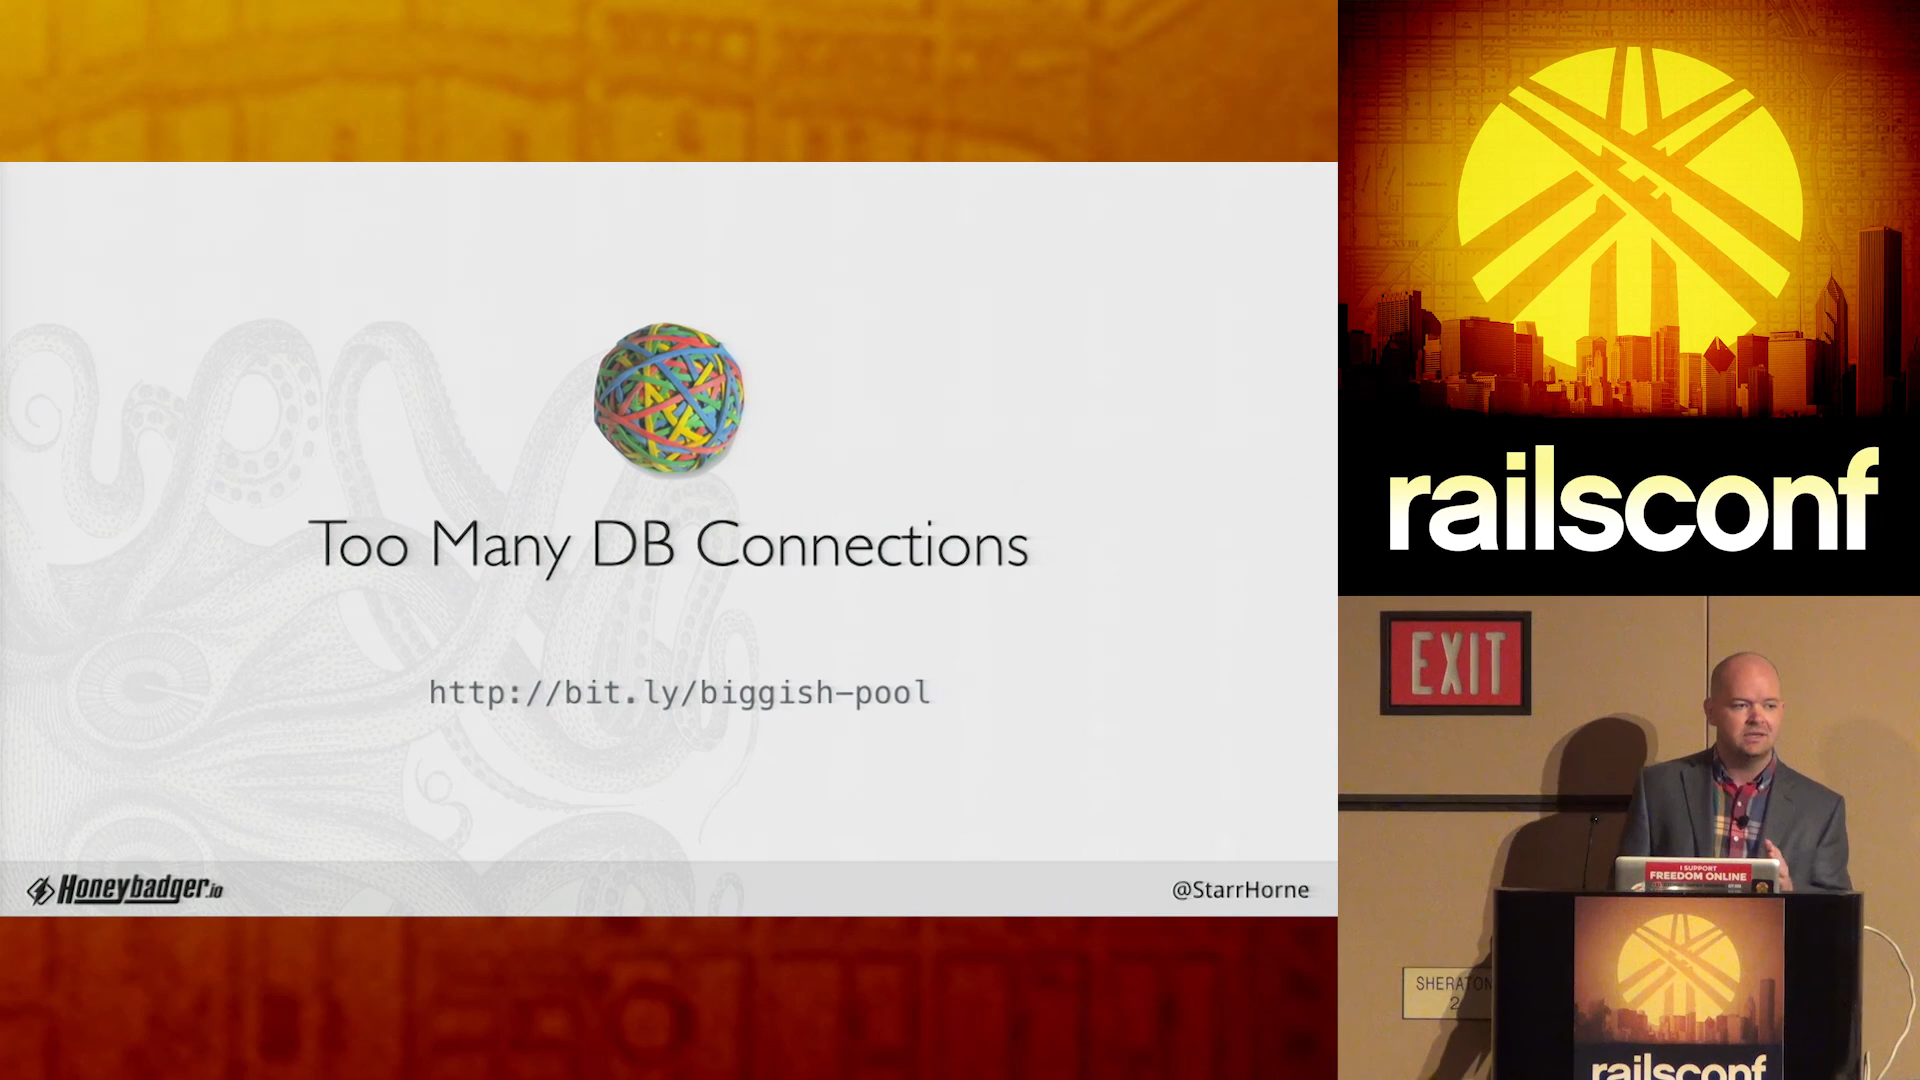 Too Many DB Connections
http://bit.ly/biggish-pool
Honeybadger.io
@StarrHorne
railsconf
EXIT
I SUPPORT
FREEDOM ONLINE
SHERATON
2
railsconf